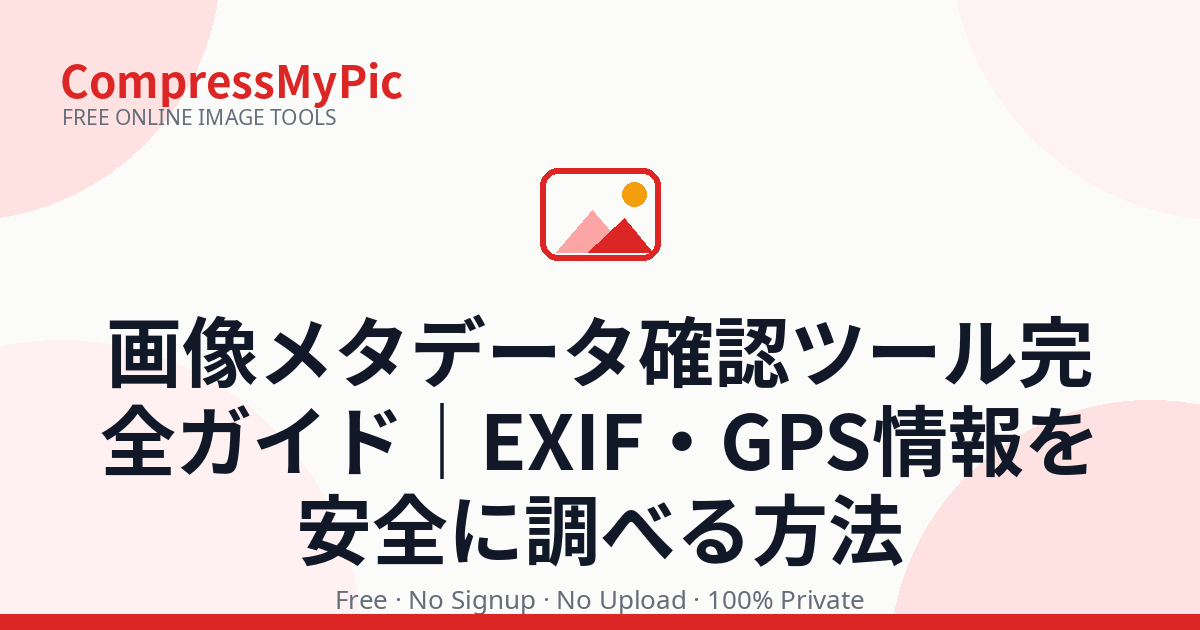 CompressMyPic
FREE ONLINE IMAGE TOOLS
画像メタデータ確認ツール完
全ガイド｜EXIF・GPS情報を
安全に調べる方法
Free · No Signup · No Upload · 100% Private